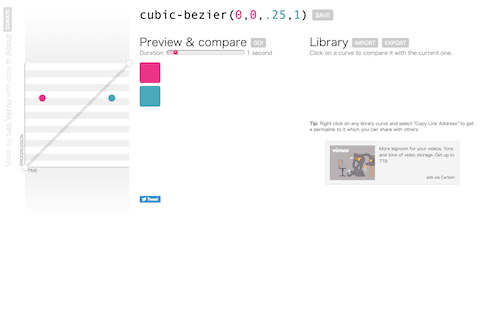 cubic-bezier(0,0,.25,1) SAVE
Made by Lea Verou with care ☆ About
DONATE
Preview & compare GO!
Duration: 1 second
Library IMPORT EXPORT
Click on a curve to compare it with the current one.
PROGRESSION
TIME
Tip: Right click on any library curve and select "Copy Link Address" to get
a permalink to it which you can share with others
vimeo
More legroom for your videos. Tons
and tons of video storage. Get up to
7TB
ads via Carbon
Tweet